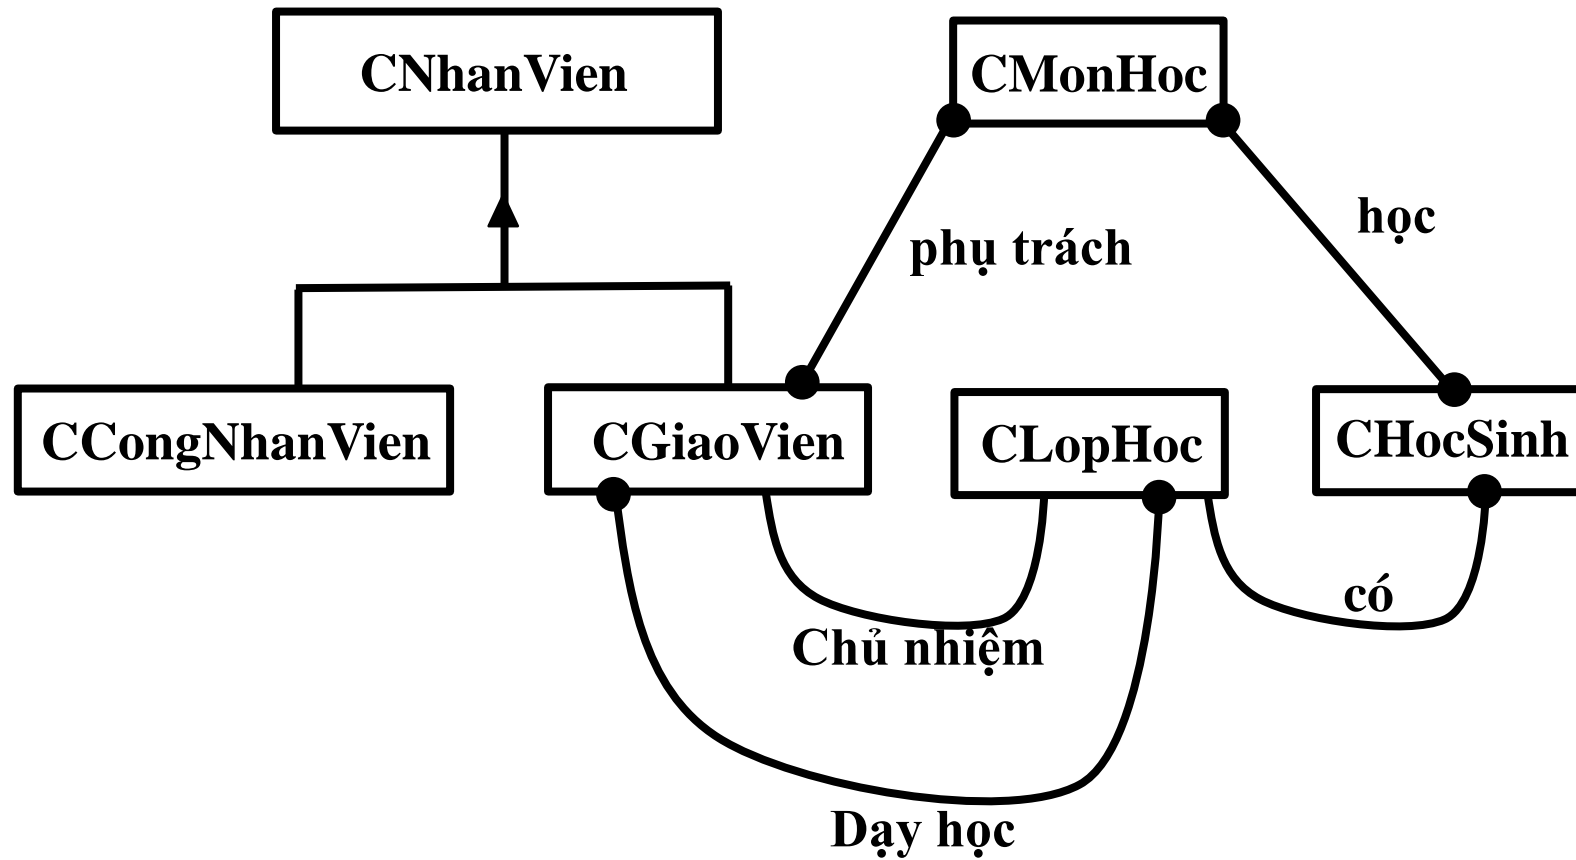 CNhanVien
CMonHoc
học
phụ trách
CCongNhanVien
CGiaoVien
CLopHoc
CHocSinh
có
Chủ nhiệm
Dạy học